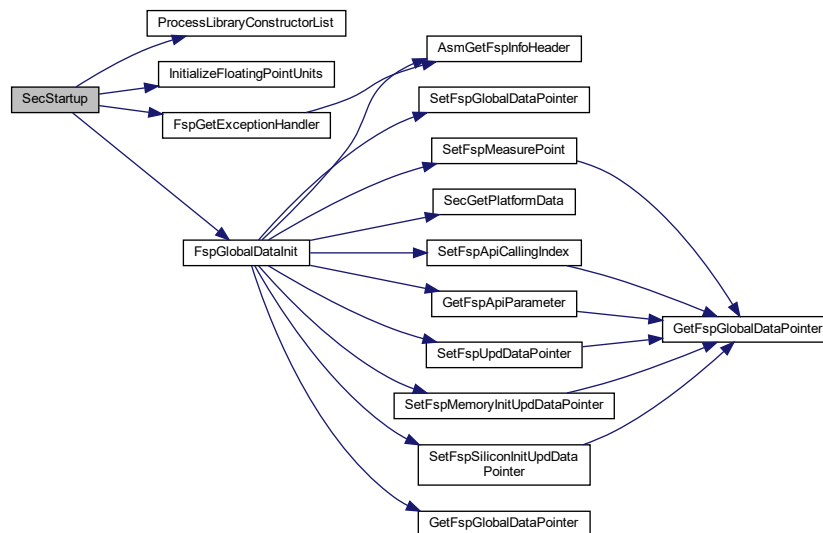 ProcessLibraryConstructorList
InitializeFloatingPointUnits
SecStartup
FspGetExceptionHandler
AsmGetFspInfoHeader
SetFspGlobalDataPointer
SetFspMeasurePoint
SecGetPlatformData
FspGlobalDataInit
SetFspApiCallingIndex
GetFspApiParameter
GetFspGlobalDataPointer
SetFspUpdDataPointer
SetFspMemoryInitUpdDataPointer
SetFspSiliconInitUpdData
Pointer
GetFspGlobalDataPointer